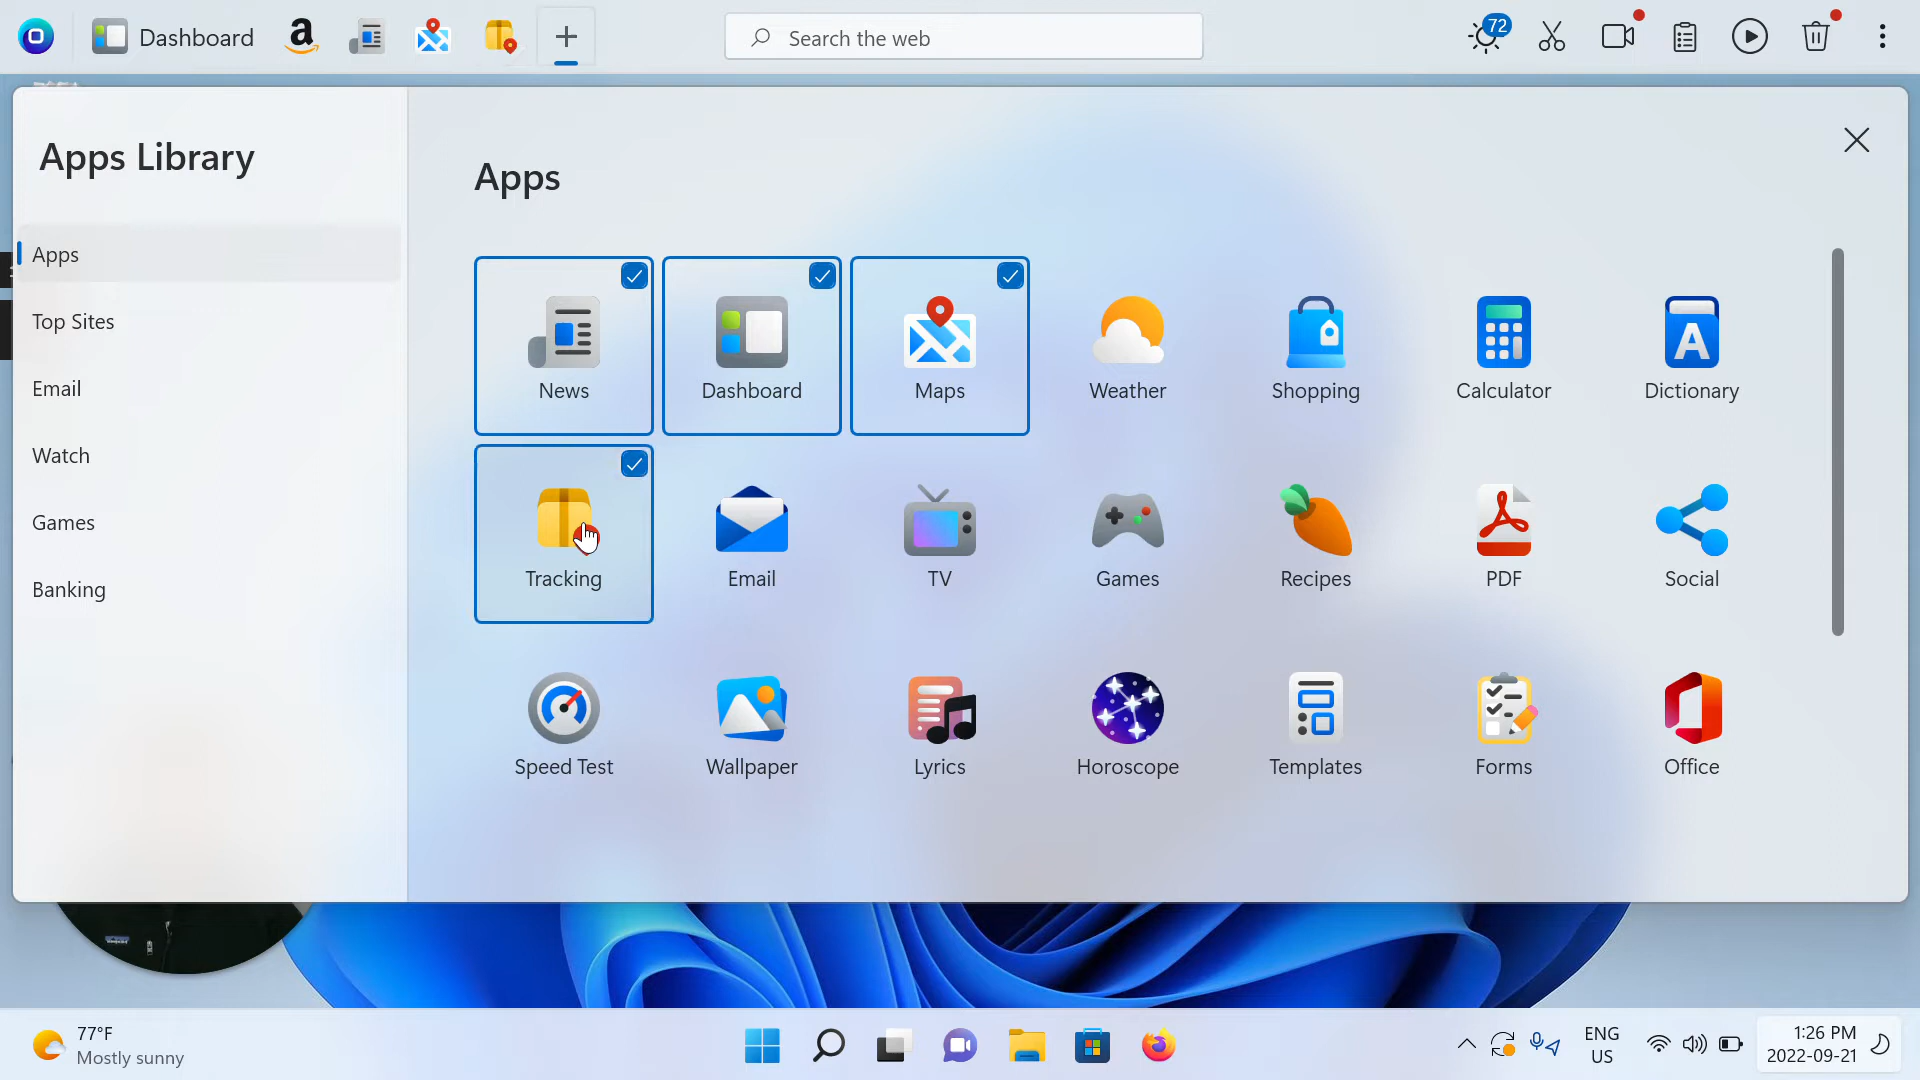 Dashboard
a
Search the web
72
Apps Library
Apps
Top Sites
Email
Watch
Games
Banking
Apps
News
Dashboard
Maps
Weather
Shopping
Calculator
A
Dictionary
Tracking
Email
TV
Games
Recipes
PDF
Social
Speed Test
Wallpaper
Lyrics
Horoscope
Templates
Forms
Office
77°F
Mostly sunny
ENG
US
1:26 PM
2022-09-21